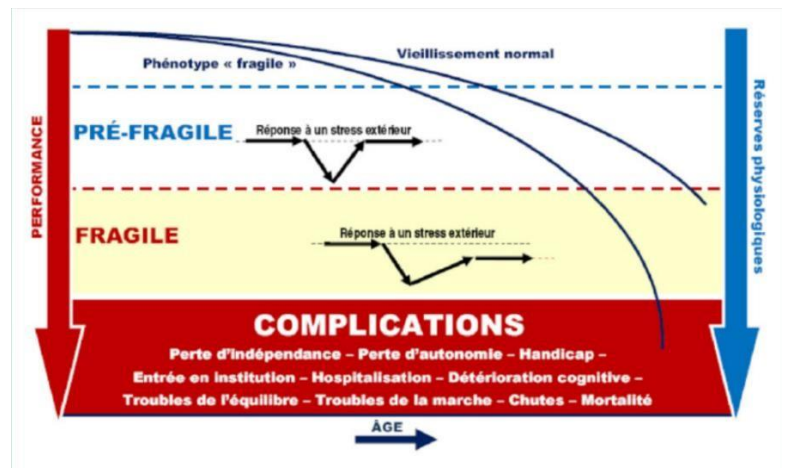 Vieillissement normal
Phénotype « fragile »
PERFORMANCE
Réserves physiologiques
PRÉ-FRAGILE
Réponse à un stress extérieur
FRAGILE
Réponse à un stress extérieur
COMPLICATIONS
Perte d'indépendance – Perte d'autonomie – Handicap –
Entrée en institution – Hospitalisation – Détérioration cognitive –
Troubles de l'équilibre – Troubles de la marche – Chutes – Mortalité
ÂGE